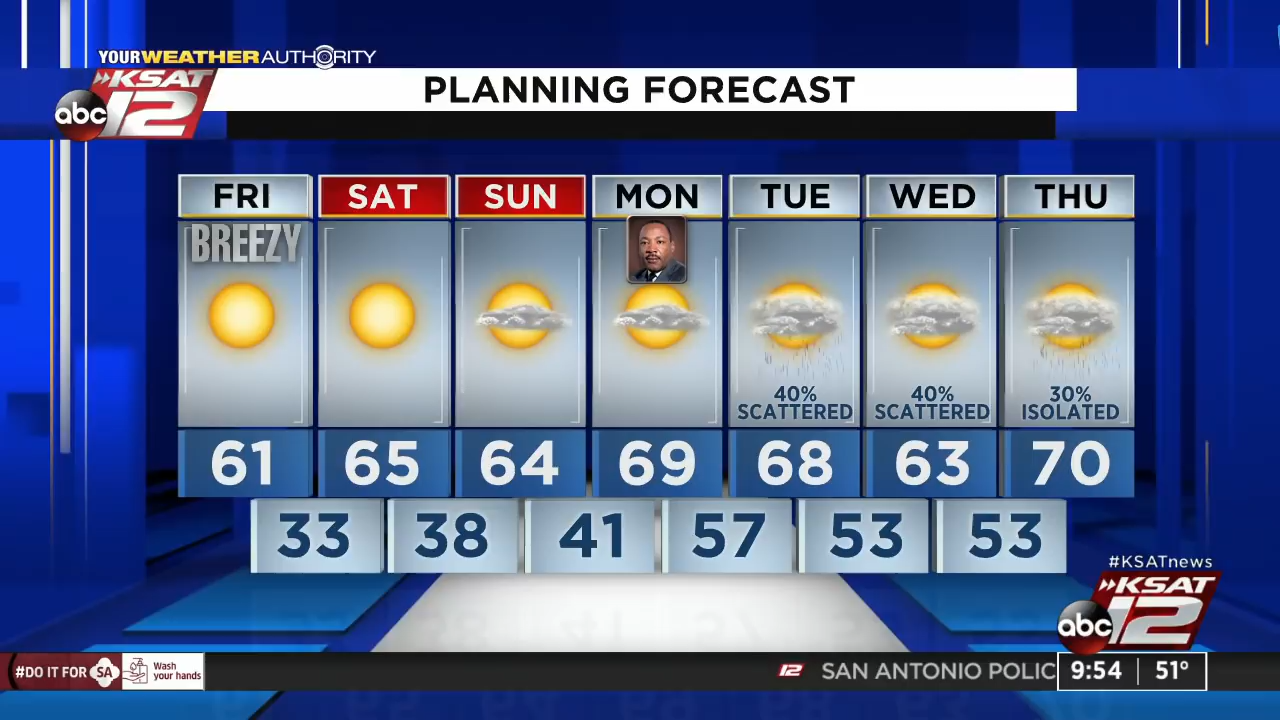 YOURWEATHERAUTHORITY
KSAT
abc 12
PLANNING FORECAST
FRI SAT SUN MON TUE WED THU
BREEZY
40% 40% 30%
SCATTERED SCATTERED ISOLATED
61 65 64 69 68 63 70
33 38 41 57 53 53
#KSATnews
KSAT
abc 12
#DO IT FOR SA Wash your hands
12 SAN ANTONIO POLIC 9:54 51°